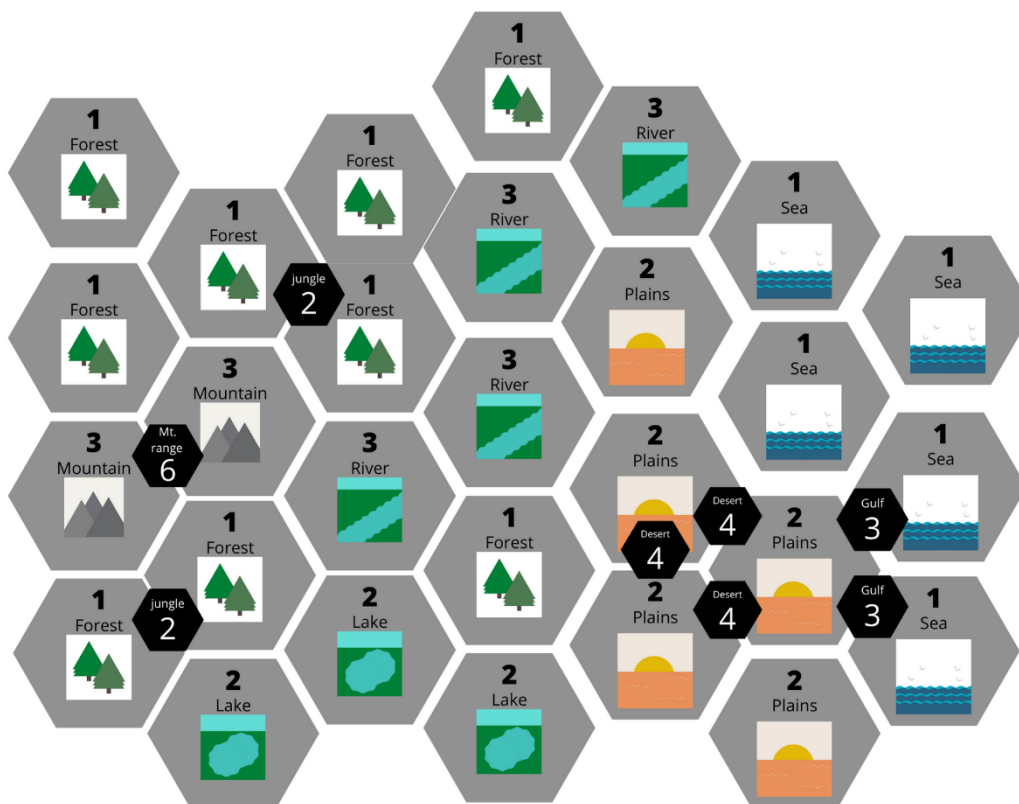 1
Forest
3
River
1
Forest
1
Forest
1
Sea
3
River
1
Forest
1
Sea
2
Plains
1
Forest
jungle
2
1
Forest
1
Sea
3
River
3
Mountain
1
Sea
3
Mountain
Mt.
range
6
3
River
2
Plains
Desert
4
Gulf
3
1
Forest
1
Forest
2
Plains
Desert
4
1
Forest
jungle
2
2
Lake
2
Plains
Desert
4
Gulf
3
1
Sea
2
Lake
2
Lake
2
Plains